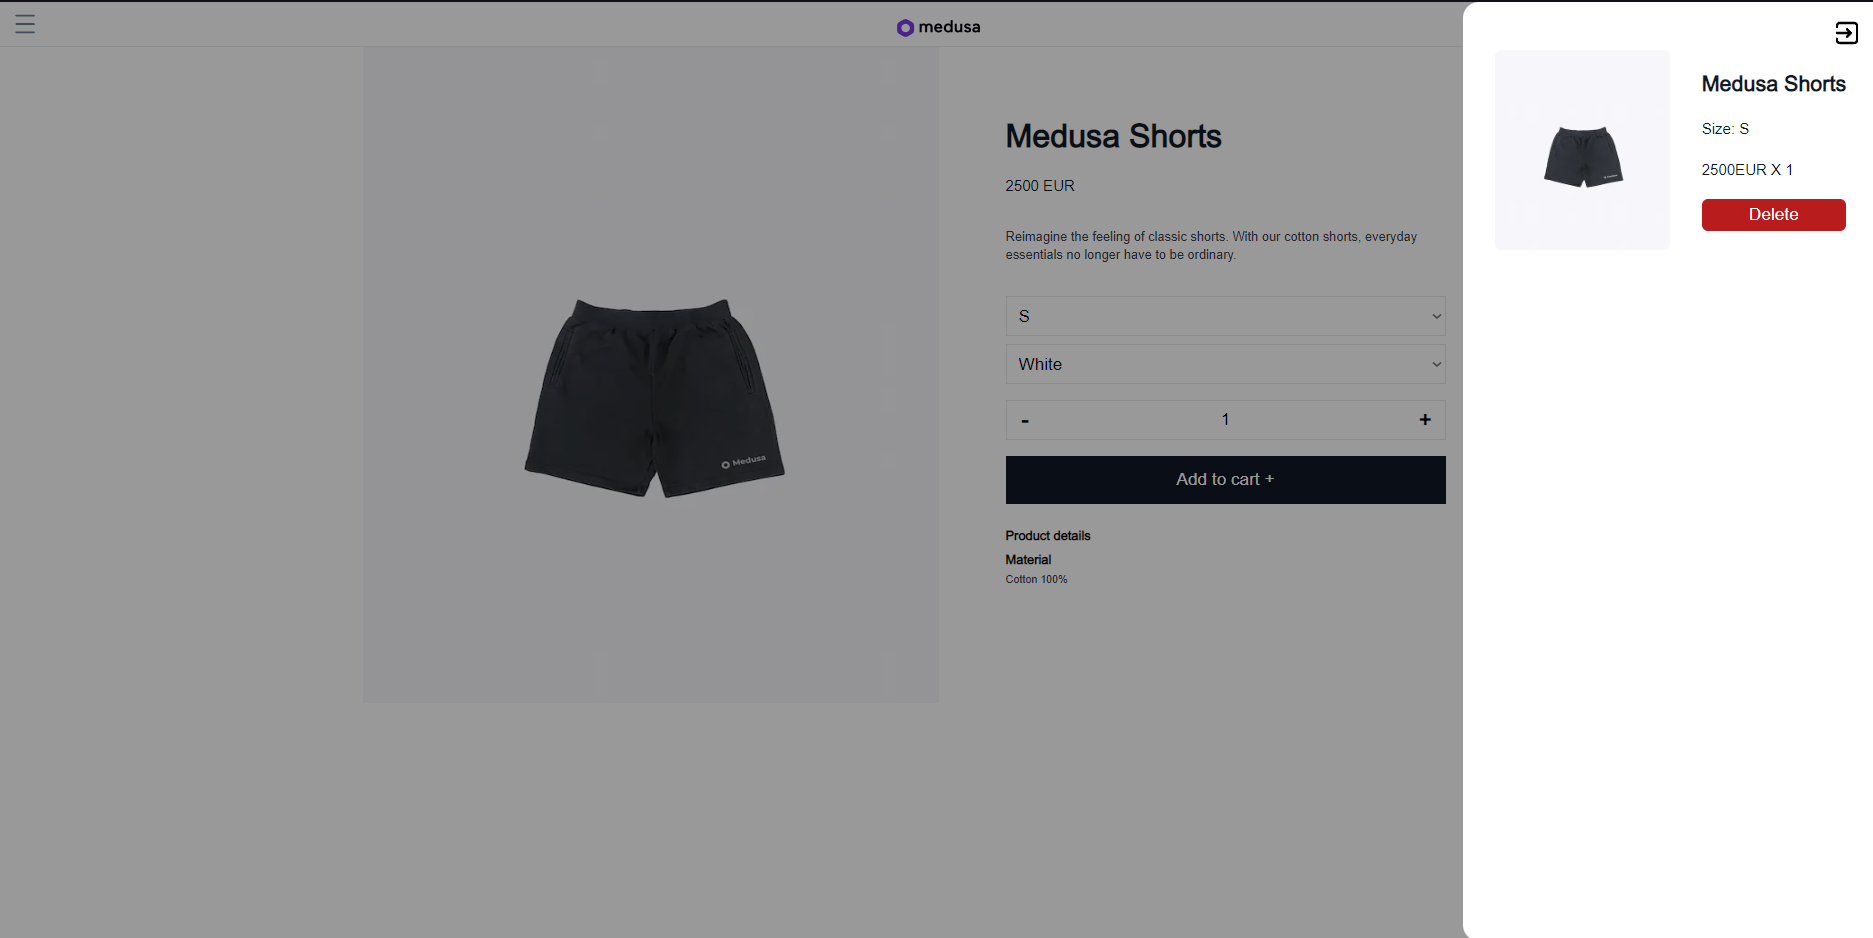 medusa
Medusa Shorts
2500 EUR
Reimagine the feeling of classic shorts. With our cotton shorts, everyday
essentials no longer have to be ordinary.
S
White
- 1 +
Add to cart +
Product details
Material
Cotton 100%
Medusa
Medusa Shorts
Size: S
2500EUR X 1
Delete
Medusa